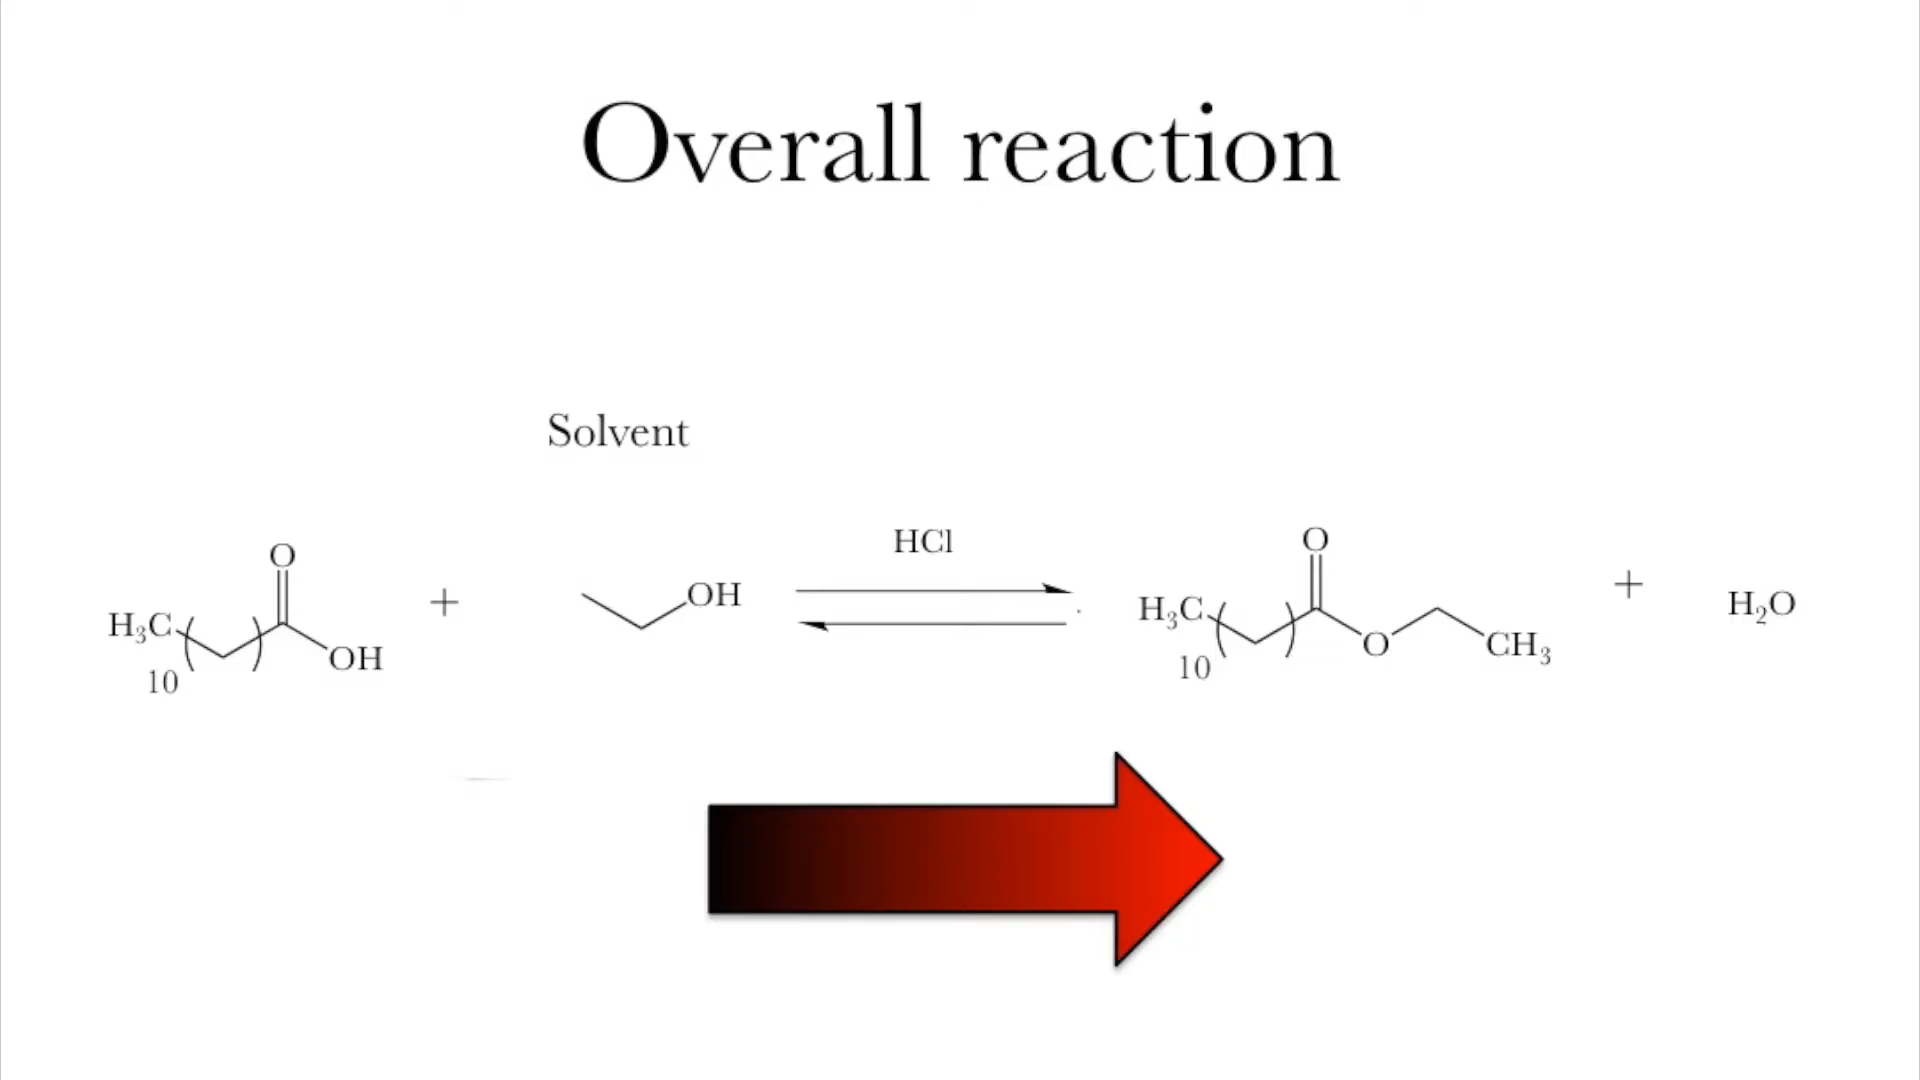 Overall reaction
Solvent
HCl
O
H₃C
10
OH
+
OH
O
H₃C
10
O
CH₃
+
H₂O